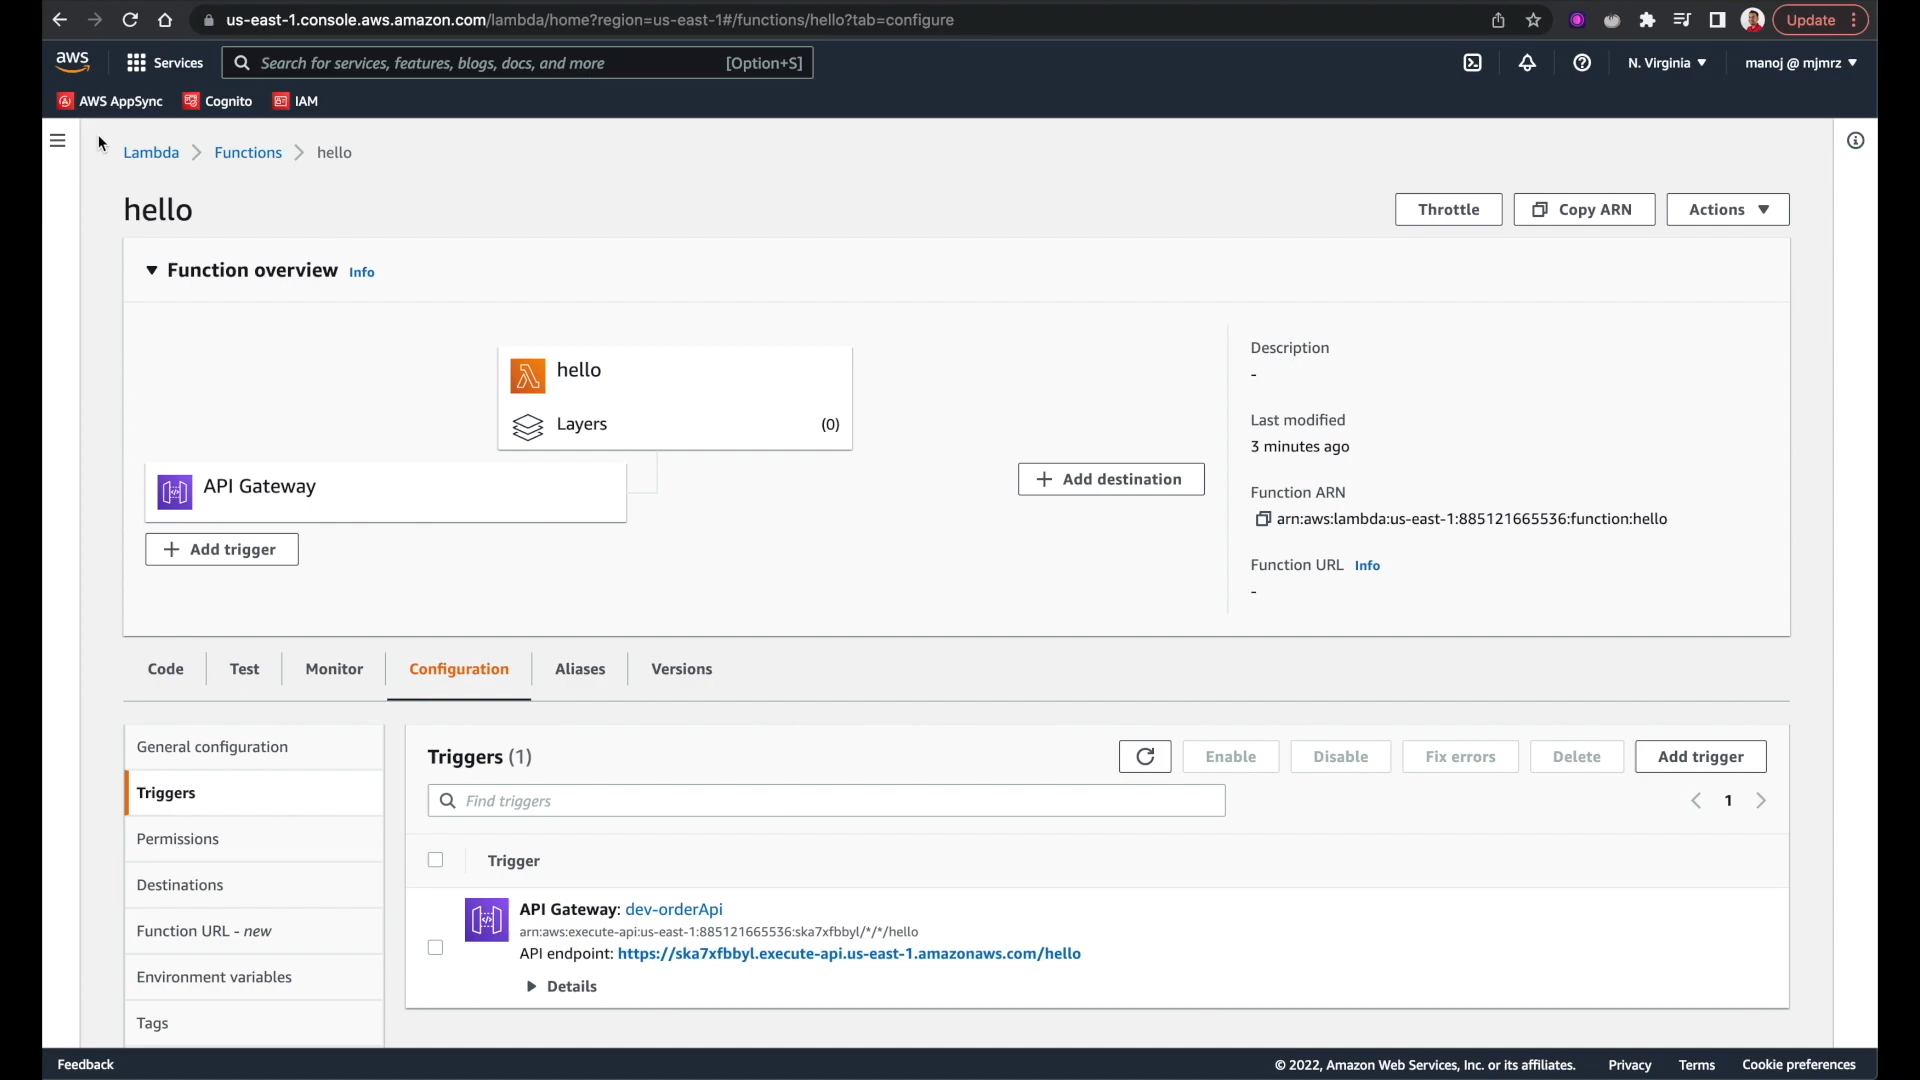 us-east-1.console.aws.amazon.com/lambda/home?region=us-east-1#/functions/hello?tab=configure
Update
aws
Services
Search for services, features, blogs, docs, and more
[Option+S]
N. Virginia
manoj @ mjmrz
AWS AppSync
Cognito
IAM
Lambda
Functions
hello
hello
Throttle
Copy ARN
Actions
Function overview
Info
hello
Layers
(0)
API Gateway
Add trigger
Add destination
Description
-
Last modified
3 minutes ago
Function ARN
arn:aws:lambda:us-east-1:885121665536:function:hello
Function URL
Info
-
Code
Test
Monitor
Configuration
Aliases
Versions
General configuration
Triggers
Permissions
Destinations
Function URL - new
Environment variables
Tags
Triggers (1)
Enable
Disable
Fix errors
Delete
Add trigger
Find triggers
1
Trigger
API Gateway: dev-orderApi
arn:aws:execute-api:us-east-1:885121665536:ska7xfbbyl/*/*/hello
API endpoint: https://ska7xfbbyl.execute-api.us-east-1.amazonaws.com/hello
Details
Feedback
© 2022, Amazon Web Services, Inc. or its affiliates.
Privacy
Terms
Cookie preferences